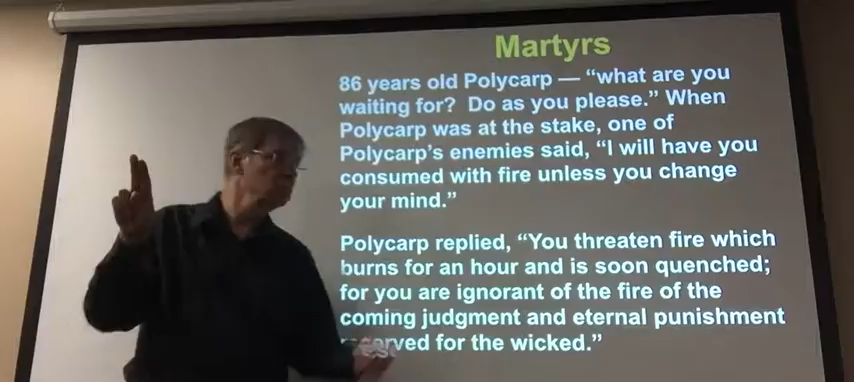 Martyrs
86 years old Polycarp — “what are you
waiting for?  Do as you please.” When
Polycarp was at the stake, one of
Polycarp’s enemies said, “I will have you
consumed with fire unless you change
your mind.”
Polycarp replied, “You threaten fire which
burns for an hour and is soon quenched;
for you are ignorant of the fire of the
coming judgment and eternal punishment
for the wicked.”